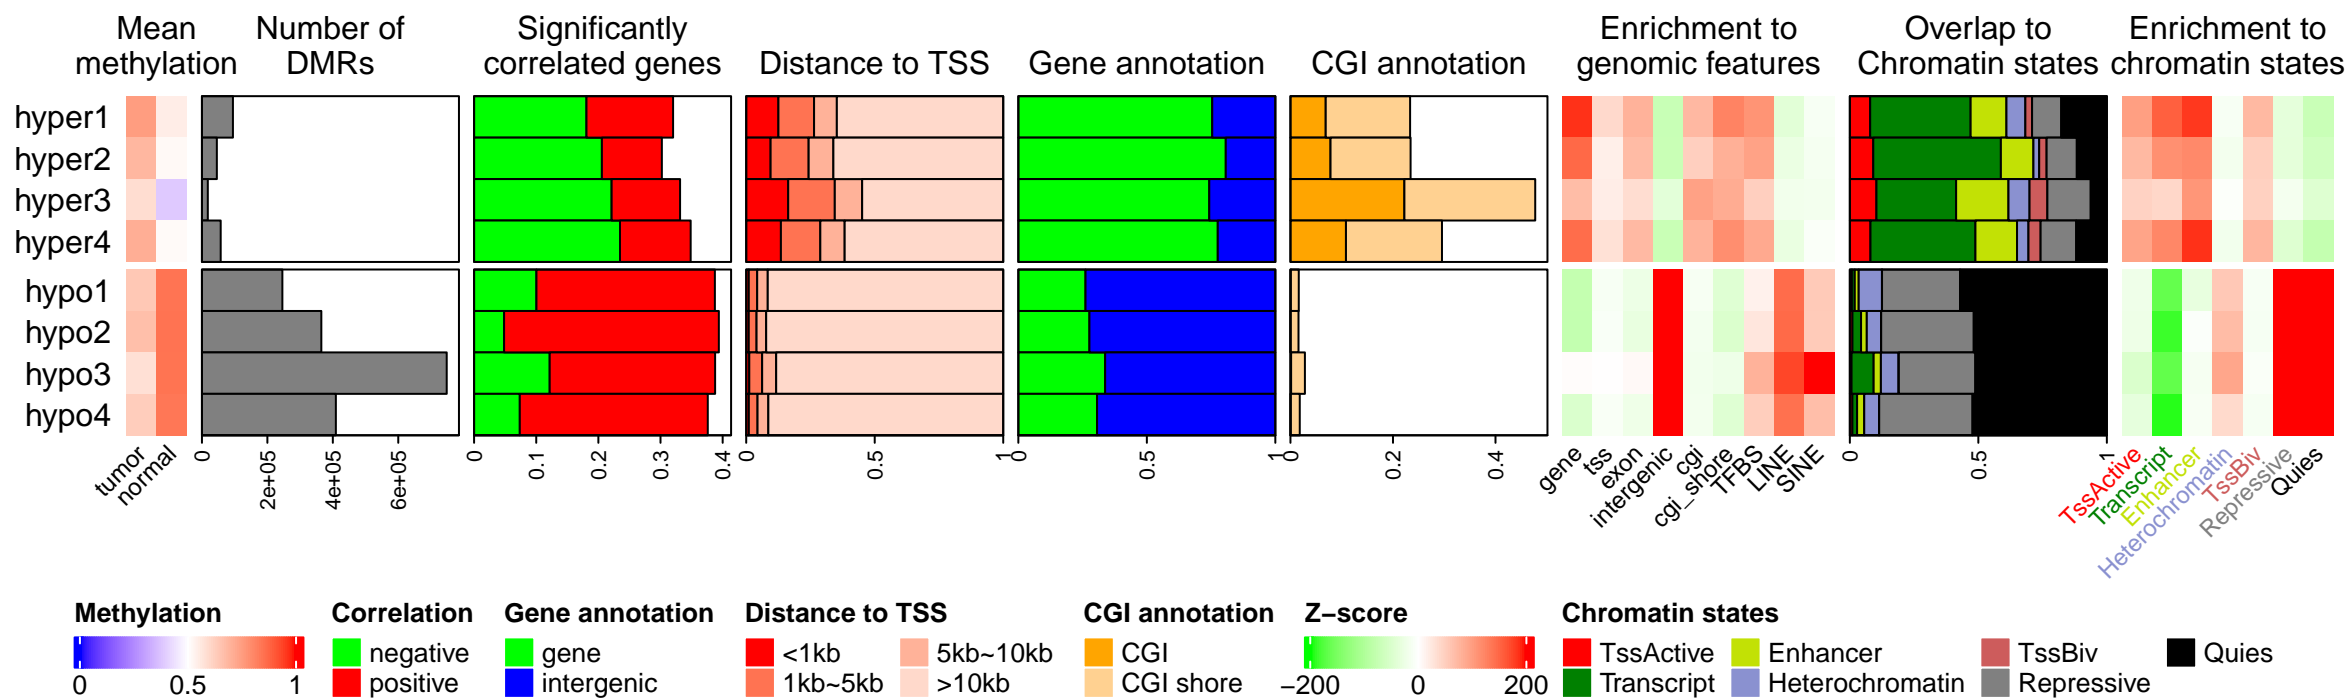 Mean methylation
Number of DMRs
Significantly correlated genes
Distance to TSS
Gene annotation
CGI annotation
Enrichment to genomic features
Overlap to Chromatin states
Enrichment to chromatin states
hyper1
hyper2
hyper3
hyper4
hypo1
hypo2
hypo3
hypo4
tumor
normal
0
2e+05
4e+05
6e+05
0
0.1
0.2
0.3
0.4
0
0.5
1
0
0.5
1
0
0.2
0.4
gene
tss
exon
intergenic
cgi
cgi_shore
TFBS
LINE
SINE
0
0.5
1
TssActive
Transcript
Enhancer
Heterochromatin
TssBiv
Repressive
Quies
Methylation
0 0.5 1
Correlation
negative
positive
Gene annotation
gene
intergenic
Distance to TSS
<1kb
1kb~5kb
5kb~10kb
>10kb
CGI annotation
CGI
CGI shore
Z−score
−200 0 200
Chromatin states
TssActive
Transcript
Enhancer
Heterochromatin
TssBiv
Repressive
Quies